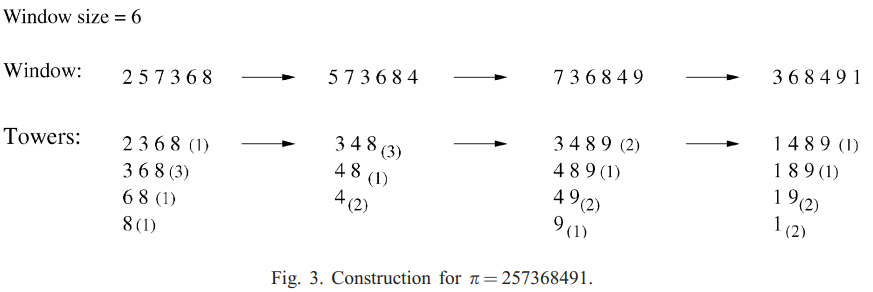 Window size = 6
Window: 2 5 7 3 6 8 5 7 3 6 8 4 7 3 6 8 4 9 3 6 8 4 9 1
Towers: 2 3 6 8 (1) 3 4 8 (3) 3 4 8 9 (2) 1 4 8 9 (1)
3 6 8 (3) 4 8 (1) 4 8 9 (1) 1 8 9 (1)
6 8 (1) 4 (2) 4 9 (2) 1 9 (2)
8 (1) 9 (1) 1 (2)
Fig. 3. Construction for π = 257368491.